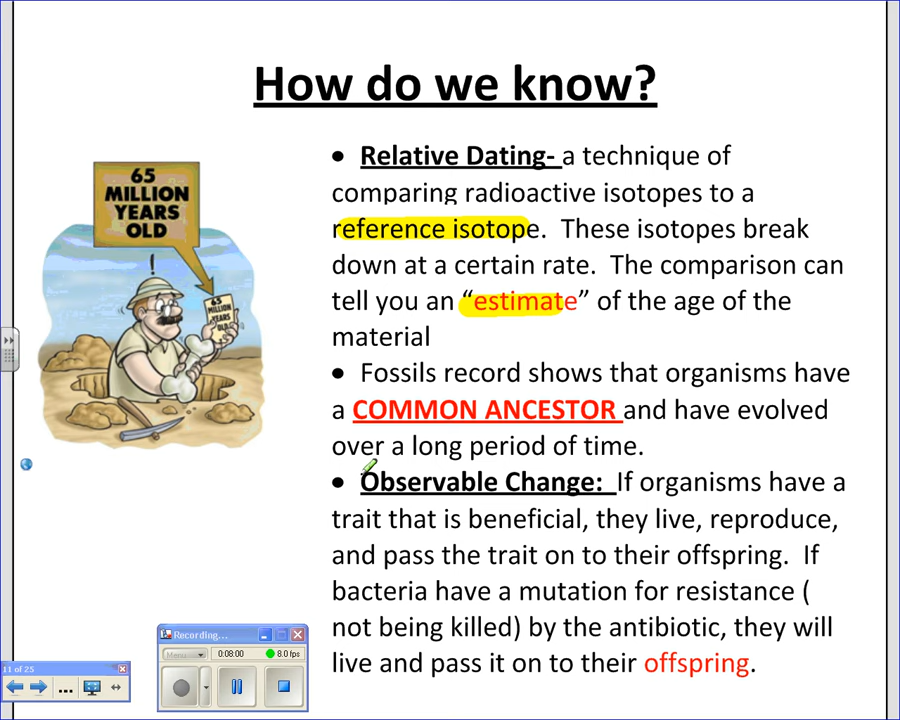 How do we know?
65
MILLION
YEARS
OLD
!
65
MILLION
YEARS
OLD
• Relative Dating- a technique of
comparing radioactive isotopes to a
reference isotope. These isotopes break
down at a certain rate. The comparison can
tell you an “estimate” of the age of the
material
• Fossils record shows that organisms have
a COMMON ANCESTOR and have evolved
over a long period of time.
• Observable Change: If organisms have a
trait that is beneficial, they live, reproduce,
and pass the trait on to their offspring. If
bacteria have a mutation for resistance (
not being killed) by the antibiotic, they will
live and pass it on to their offspring.
Recording...
Menu 0:08:00 8.0 fps
11 of 25
...